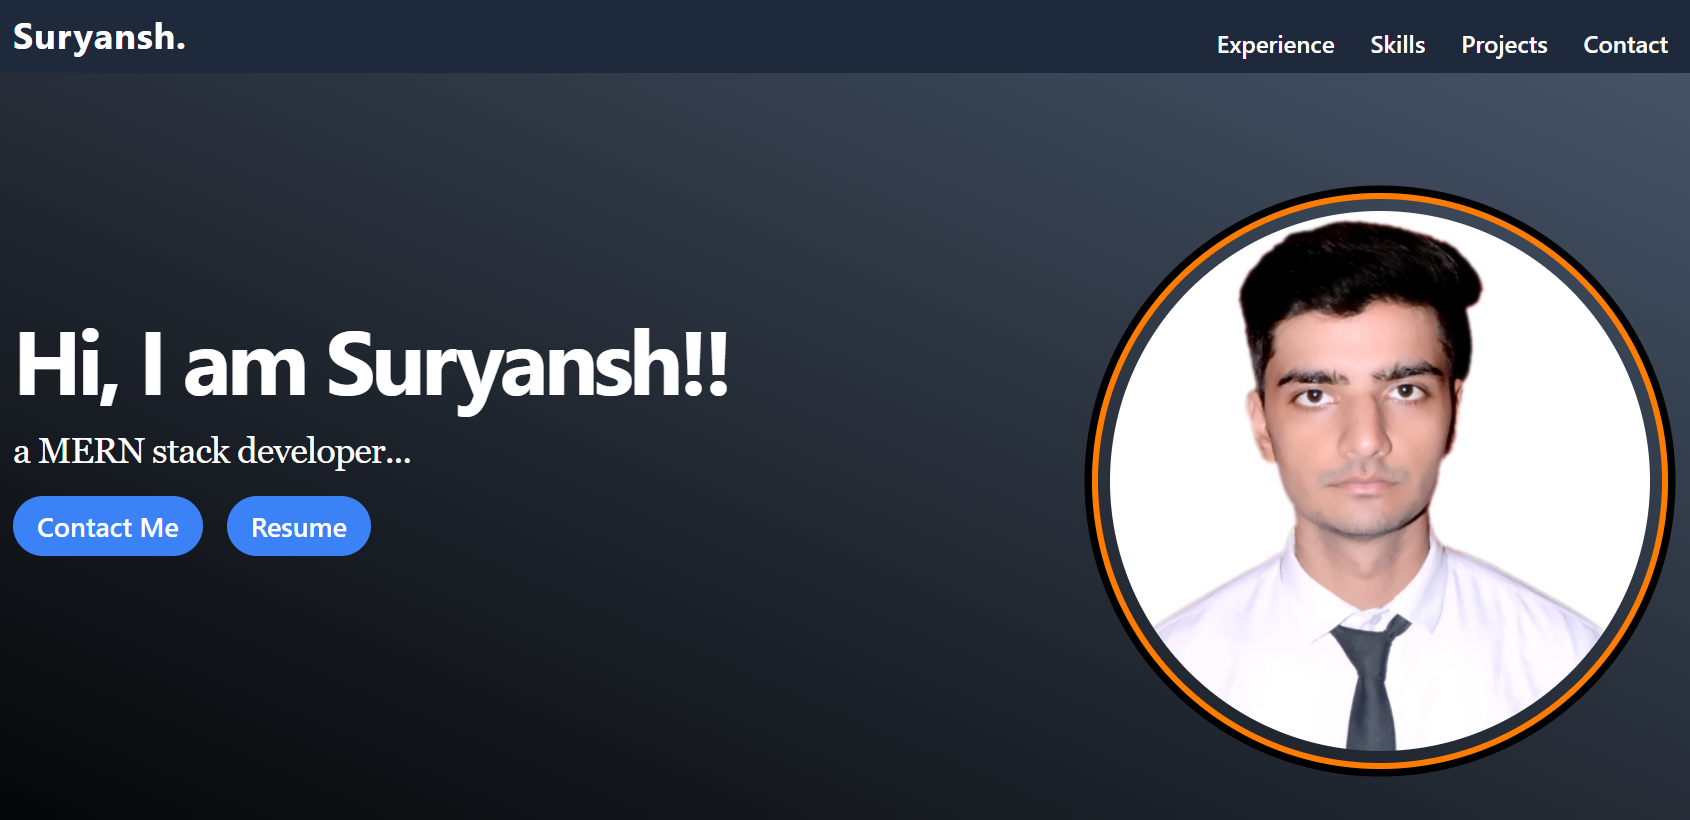 Suryansh.
Experience Skills Projects Contact
Hi, I am Suryansh!!
a MERN stack developer...
Contact Me Resume